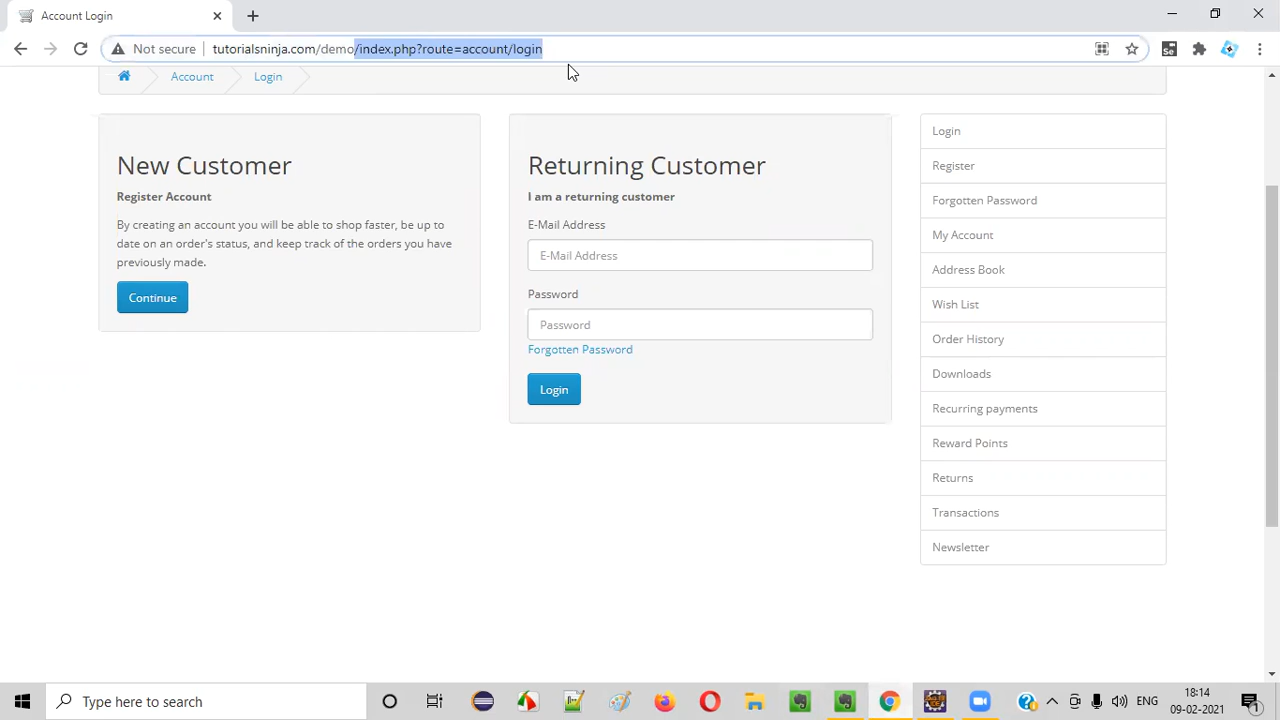 Account Login
Not secure
tutorialsninja.com/demo/index.php?route=account/login
Se
Account
Login
New Customer
Register Account
By creating an account you will be able to shop faster, be up
to date on an order's status, and keep track of the orders you have
previously made.
Continue
Returning Customer
I am a returning customer
E-Mail Address
E-Mail Address
Password
Password
Forgotten Password
Login
Login
Register
Forgotten Password
My Account
Address Book
Wish List
Order History
Downloads
Recurring payments
Reward Points
Returns
Transactions
Newsletter
Type here to search
ENG
18:14
09-02-2021
1